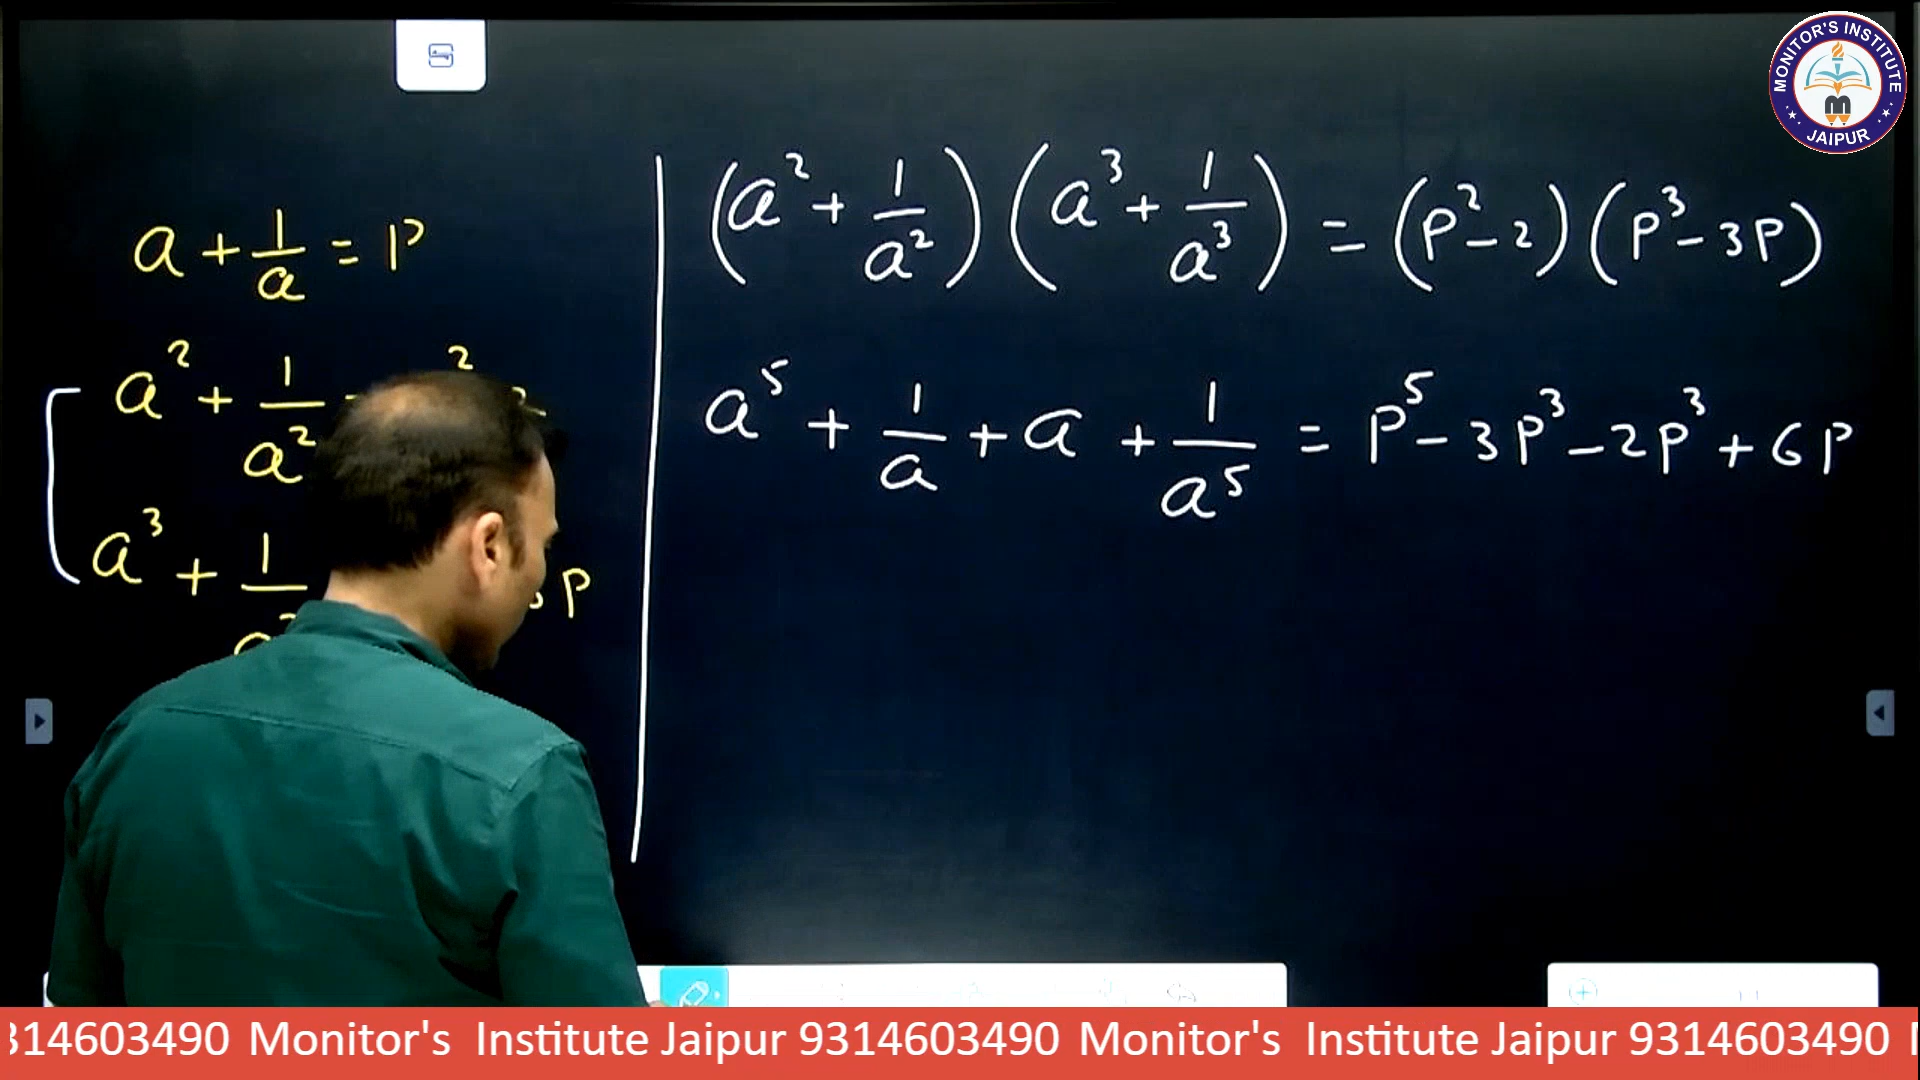 MONITOR'S INSTITUTE
M
JAIPUR
a + 1/a = P
a² + 1/a²
a³ + 1
P
(a² + 1/a²)(a³ + 1/a³) = (P² - 2)(P³ - 3P)
a⁵ + 1/a + a + 1/a⁵ = P⁵ - 3P³ - 2P³ + 6P
314603490 Monitor's Institute Jaipur 9314603490 Monitor's Institute Jaipur 9314603490